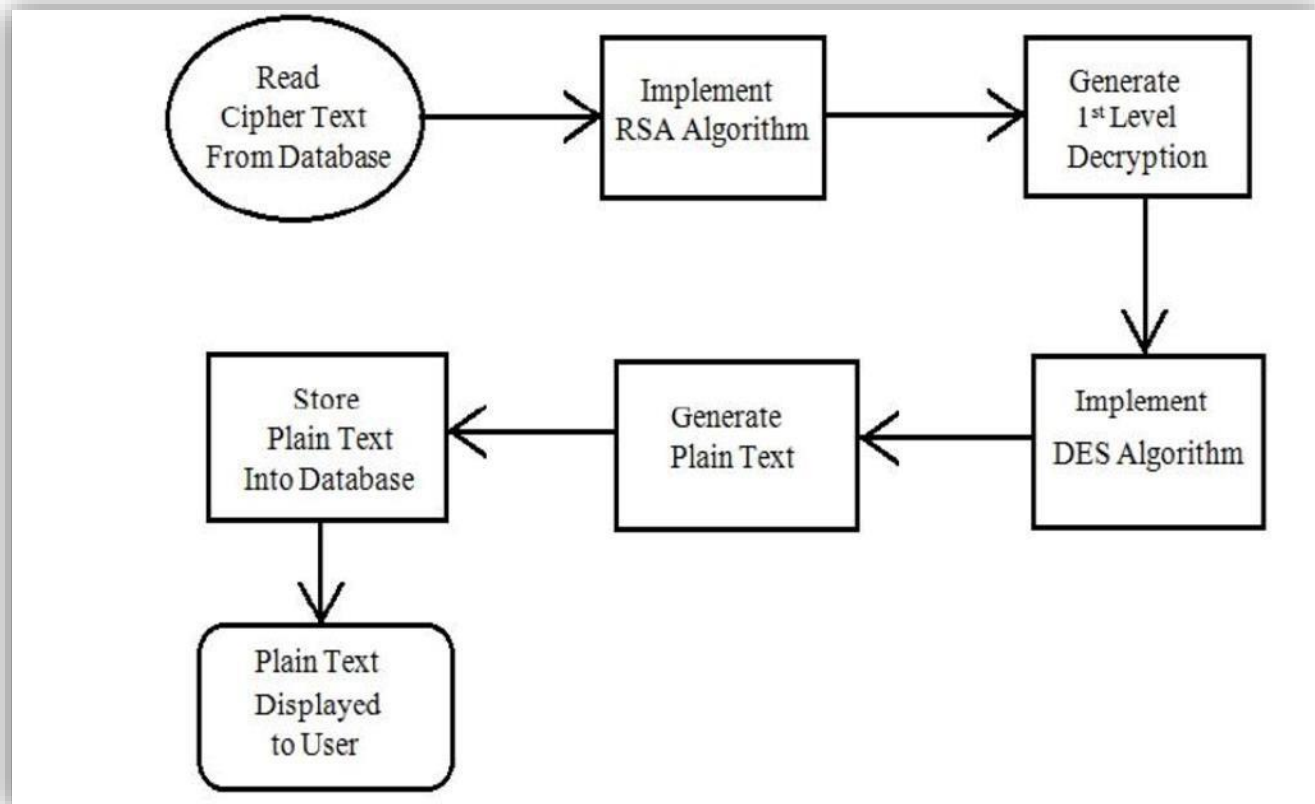 Read
Cipher Text
From Database
Implement
RSA Algorithm
Generate
1st Level
Decryption
Implement
DES Algorithm
Generate
Plain Text
Store
Plain Text
Into Database
Plain Text
Displayed
to User